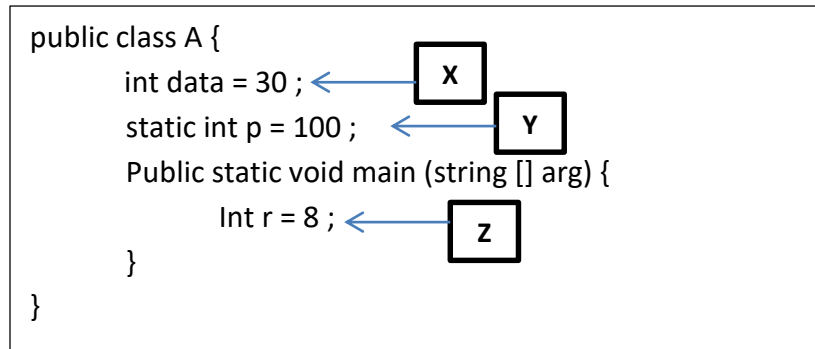 public class A {
int data = 30 ; X
static int p = 100 ; Y
Public static void main (string [] arg) {
Int r = 8 ; Z
}
}